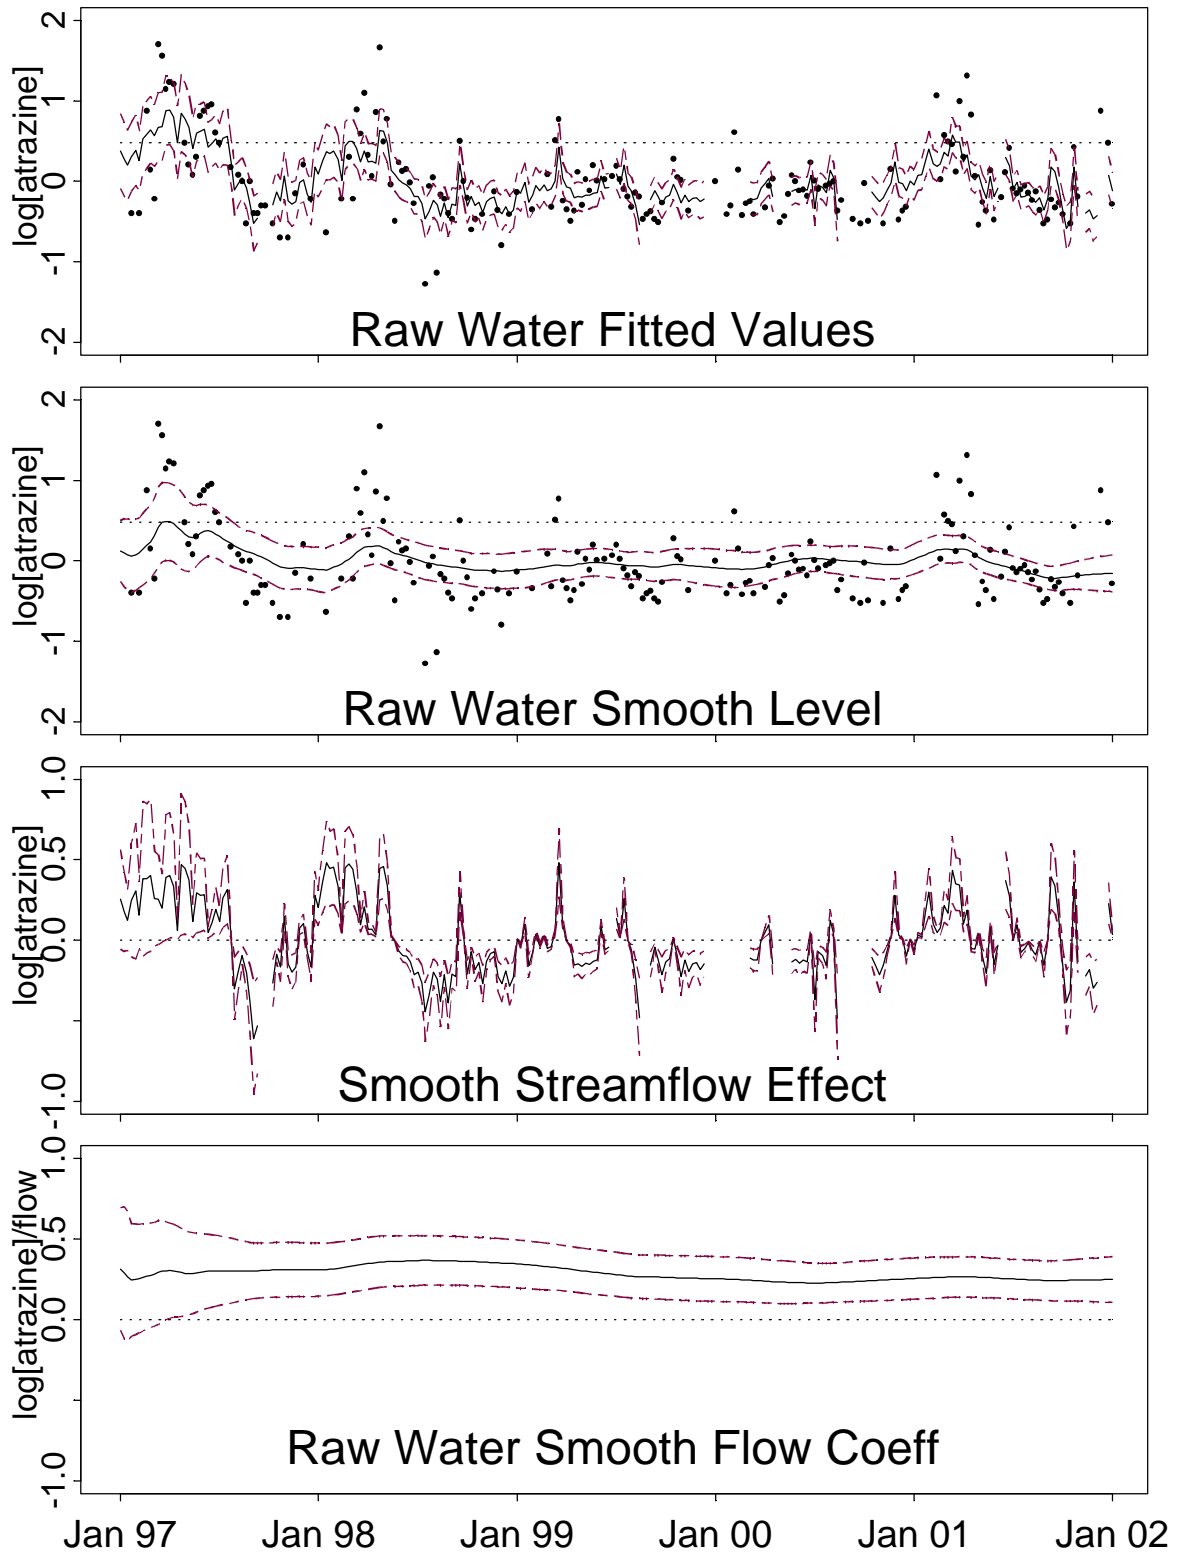 log[atrazine]
2
1
0
-1
-2
Raw Water Fitted Values
log[atrazine]
2
1
0
-1
-2
Raw Water Smooth Level
log[atrazine]
1.0
0.5
0.0
-1.0
Smooth Streamflow Effect
log[atrazine]/flow
1.0
0.5
0.0
-1.0
Raw Water Smooth Flow Coeff
Jan 97 Jan 98 Jan 99 Jan 00 Jan 01 Jan 02